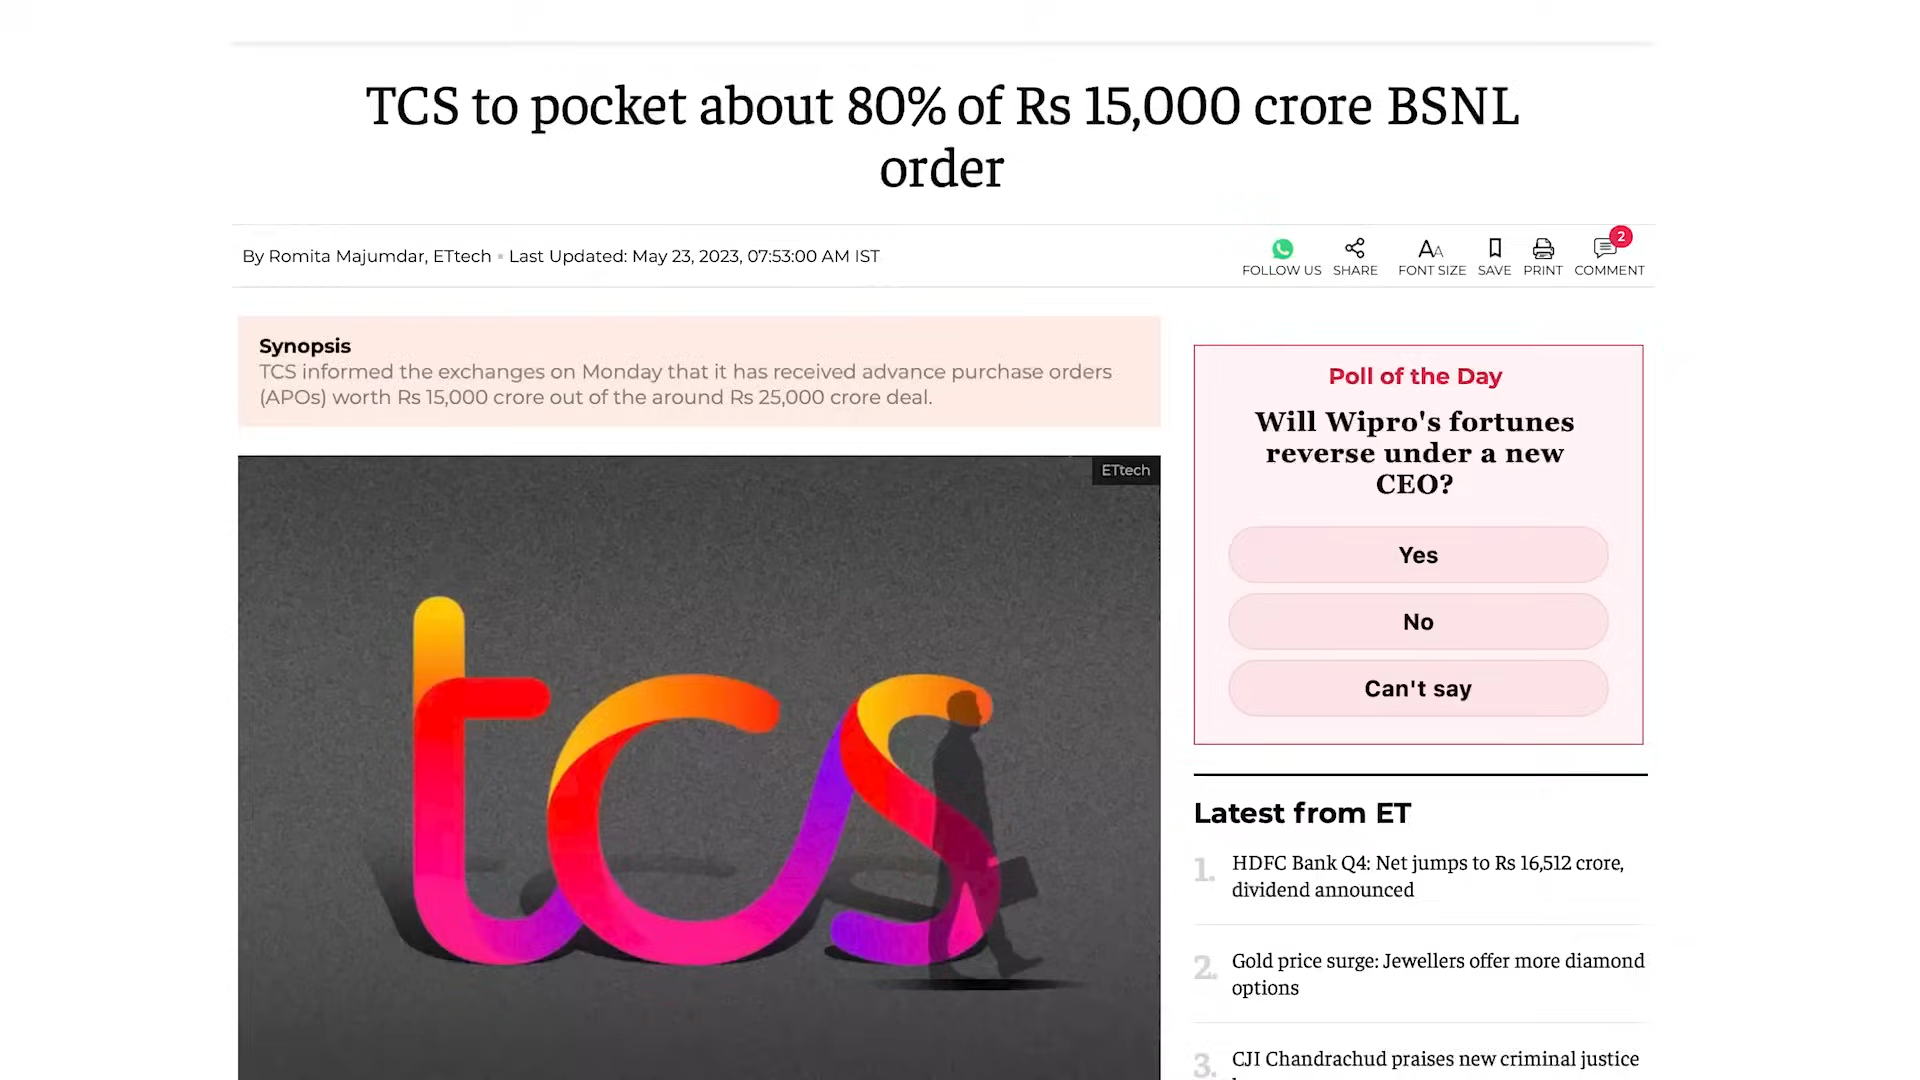 TCS to pocket about 80% of Rs 15,000 crore BSNL
order
By Romita Majumdar, ETtech • Last Updated: May 23, 2023, 07:53:00 AM IST
FOLLOW US
SHARE
AA
FONT SIZE
SAVE
PRINT
2
COMMENT
Synopsis
TCS informed the exchanges on Monday that it has received advance purchase orders
(APOs) worth Rs 15,000 crore out of the around Rs 25,000 crore deal.
ETtech
tcs
Poll of the Day
Will Wipro's fortunes
reverse under a new
CEO?
Yes
No
Can't say
Latest from ET
1. HDFC Bank Q4: Net jumps to Rs 16,512 crore,
dividend announced
2. Gold price surge: Jewellers offer more diamond
options
3. CJI Chandrachud praises new criminal justice